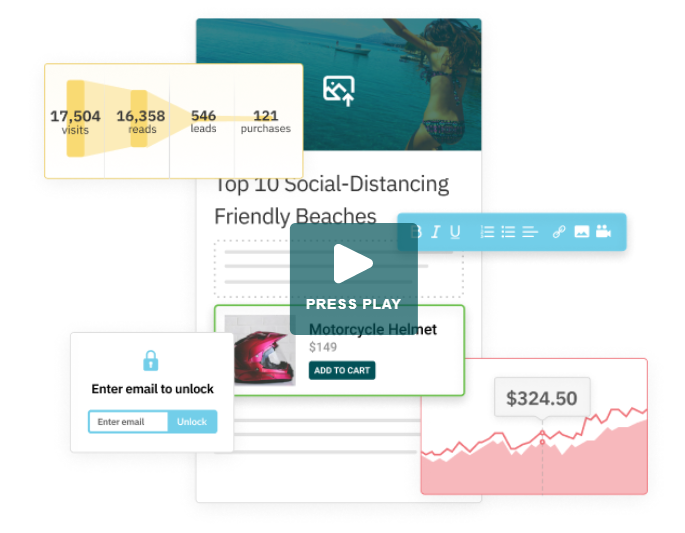 17,504
visits
16,358
reads
546
leads
121
purchases
Top 10 Social-Distancing
Friendly Beaches
B I U
PRESS PLAY
Motorcycle Helmet
$149
ADD TO CART
Enter email to unlock
Enter email
Unlock
$324.50